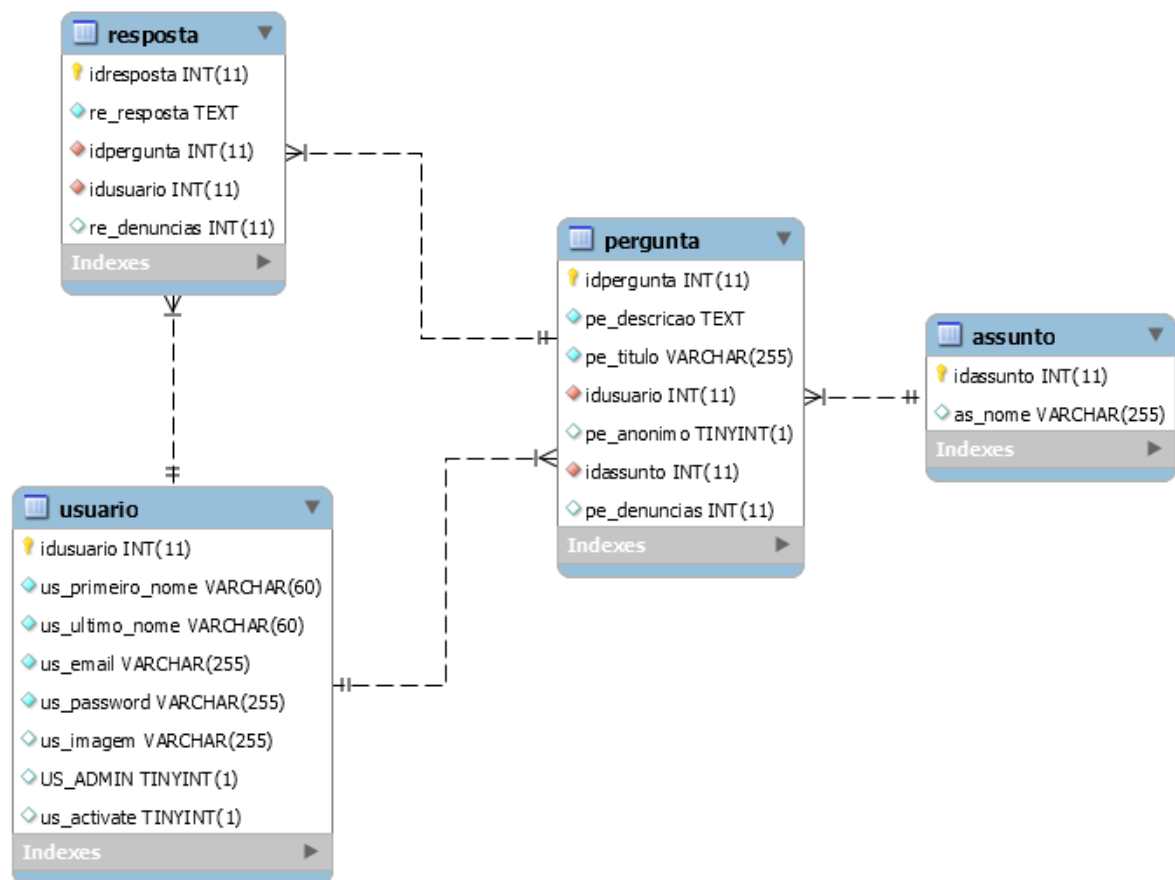 resposta
idresposta INT(11)
re_resposta TEXT
idpergunta INT(11)
idusuario INT(11)
re_denuncias INT(11)
Indexes
pergunta
idpergunta INT(11)
pe_descricao TEXT
pe_titulo VARCHAR(255)
idusuario INT(11)
pe_anonimo TINYINT(1)
idassunto INT(11)
pe_denuncias INT(11)
Indexes
assunto
idassunto INT(11)
as_nome VARCHAR(255)
Indexes
usuario
idusuario INT(11)
us_primeiro_nome VARCHAR(60)
us_ultimo_nome VARCHAR(60)
us_email VARCHAR(255)
us_password VARCHAR(255)
us_imagem VARCHAR(255)
US_ADMIN TINYINT(1)
us_activate TINYINT(1)
Indexes